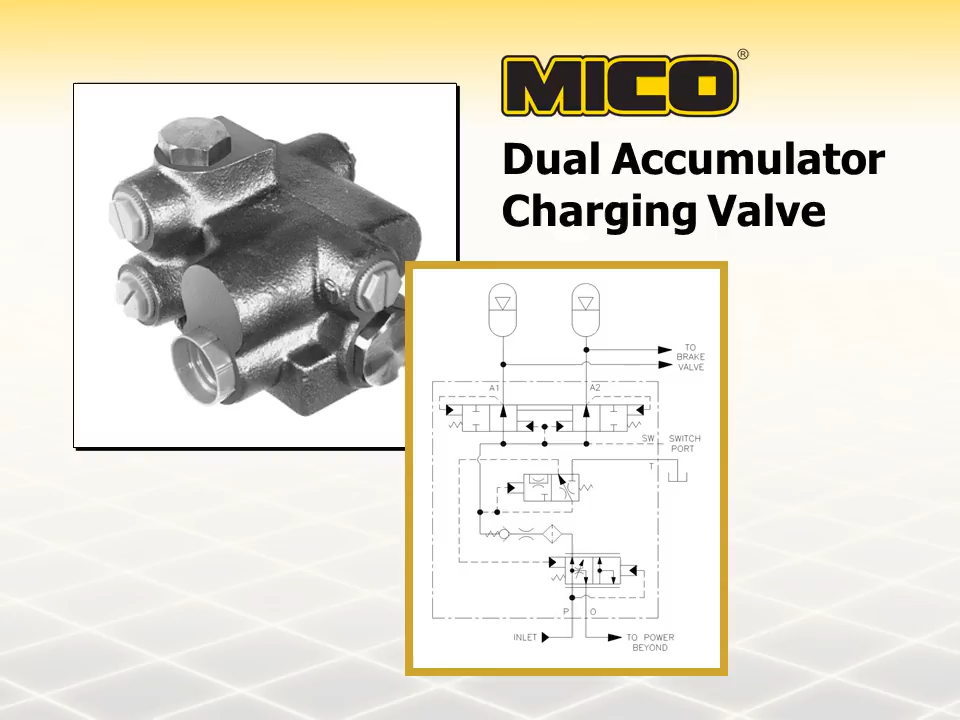 MICO®
Dual Accumulator
Charging Valve
TO
BRAKE
VALVE
A1
A2
SW
SWITCH
PORT
T
P
O
INLET
TO POWER
BEYOND